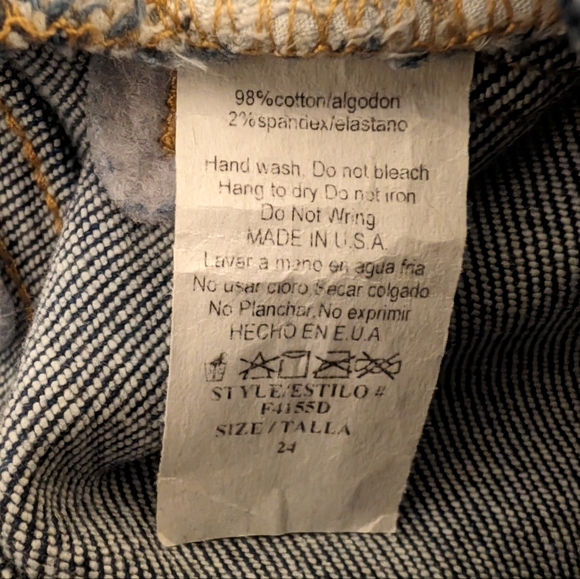 98%cotton/algodon
2%spandex/elastano
Hand wash. Do not bleach
Hang to dry. Do not iron
Do Not Wring
MADE IN U.S.A.
Lavar a mano en agua fria
No usar cloro, Secar colgado
No Planchar. No exprimir
HECHO EN E.U.A
STYLE/ESTILO #
F4155D
SIZE / TALLA
24